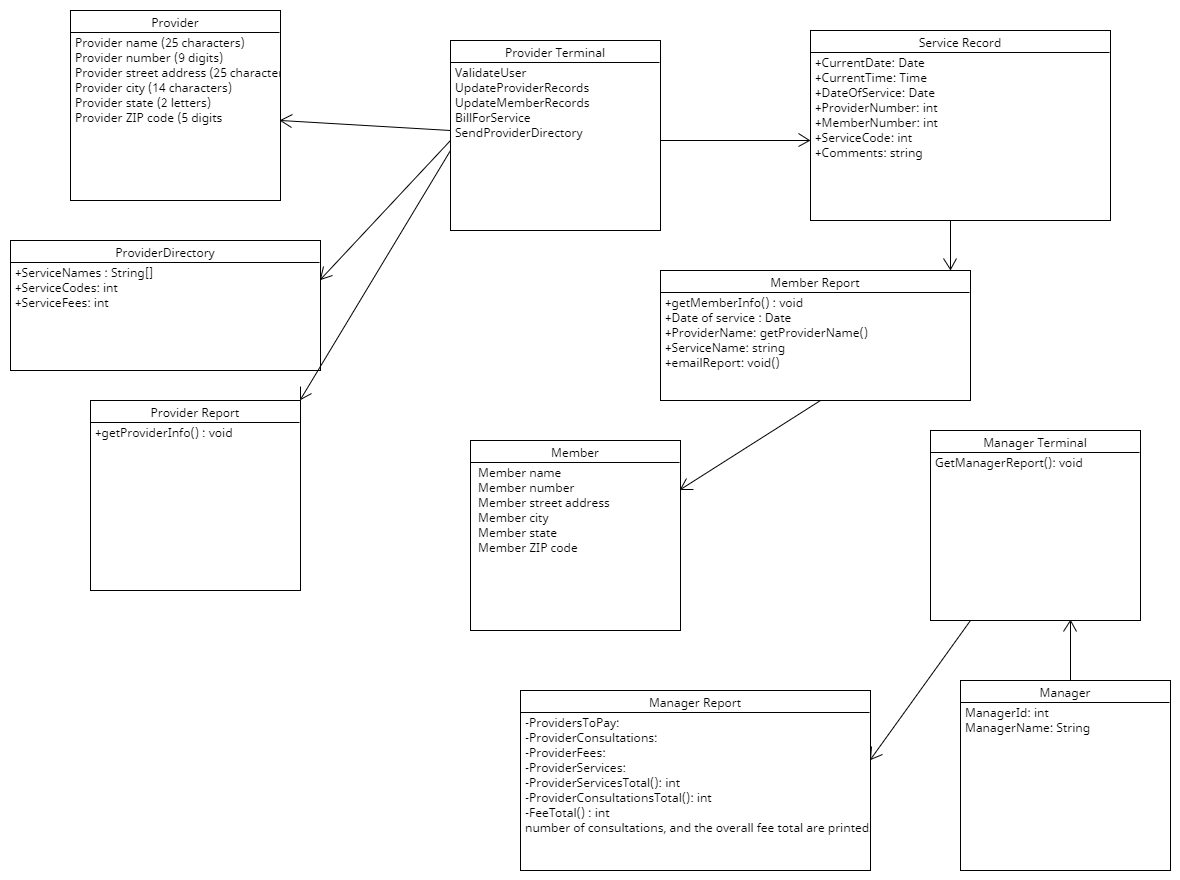 Provider
Provider name (25 characters)
Provider number (9 digits)
Provider street address (25 character
Provider city (14 characters)
Provider state (2 letters)
Provider ZIP code (5 digits
Provider Terminal
ValidateUser
UpdateProviderRecords
UpdateMemberRecords
BillForService
SendProviderDirectory
Service Record
+CurrentDate: Date
+CurrentTime: Time
+DateOfService: Date
+ProviderNumber: int
+MemberNumber: int
+ServiceCode: int
+Comments: string
ProviderDirectory
+ServiceNames : String[]
+ServiceCodes: int
+ServiceFees: int
Member Report
+getMemberInfo() : void
+Date of service : Date
+ProviderName: getProviderName()
+ServiceName: string
+emailReport: void()
Provider Report
+getProviderInfo() : void
Member
Member name
Member number
Member street address
Member city
Member state
Member ZIP code
Manager Terminal
GetManagerReport(): void
Manager Report
-ProvidersToPay:
-ProviderConsultations:
-ProviderFees:
-ProviderServices:
-ProviderServicesTotal(): int
-ProviderConsultationsTotal(): int
-FeeTotal() : int
number of consultations, and the overall fee total are printed
Manager
ManagerId: int
ManagerName: String